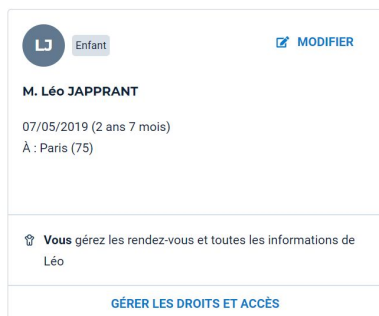 LJ Enfant MODIFIER
M. Léo JAPPRANT
07/05/2019 (2 ans 7 mois)
À : Paris (75)
Vous gérez les rendez-vous et toutes les informations de
Léo
GÉRER LES DROITS ET ACCÈS